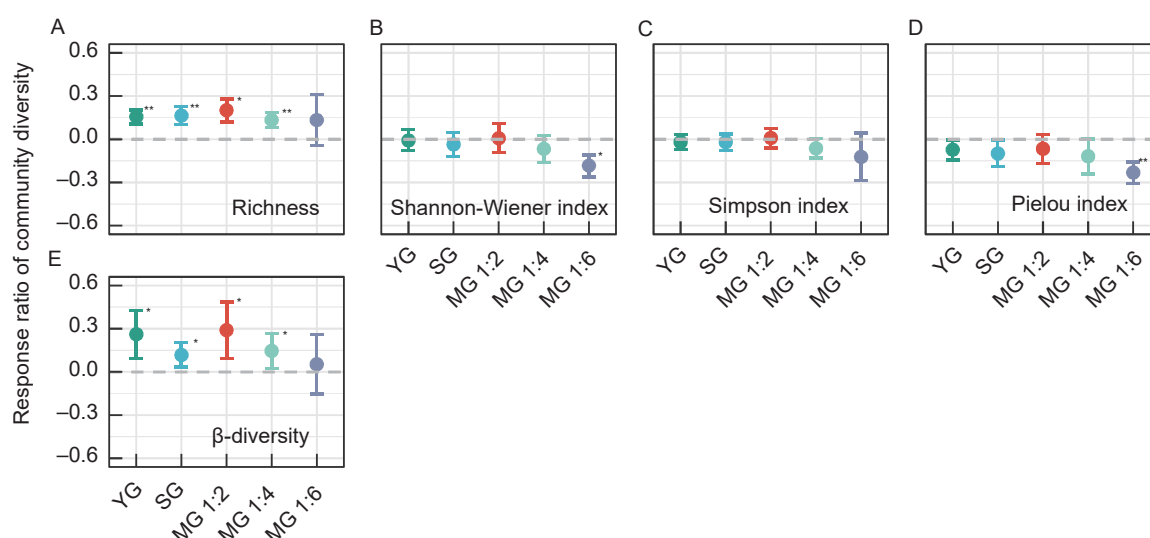 A
B
C
D
Response ratio of community diversity
0.6
0.3
0.0
−0.3
−0.6
** ** * **
Richness
*
Shannon-Wiener index
Simpson index
**
Pielou index
YG SG MG 1:2 MG 1:4 MG 1:6
YG SG MG 1:2 MG 1:4 MG 1:6
YG SG MG 1:2 MG 1:4 MG 1:6
E
0.6
0.3
0.0
−0.3
−0.6
* * * *
β-diversity
YG SG MG 1:2 MG 1:4 MG 1:6